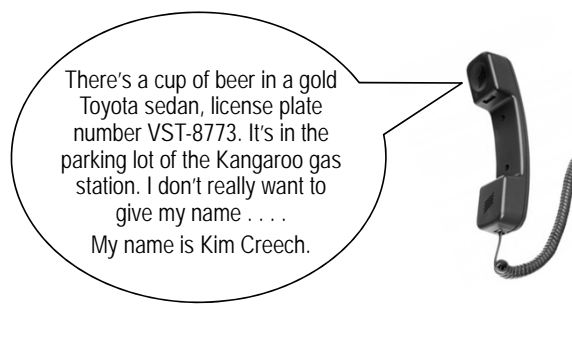 There's a cup of beer in a gold
Toyota sedan, license plate
number VST-8773. It's in the
parking lot of the Kangaroo gas
station. I don't really want to
give my name . . . .
My name is Kim Creech.